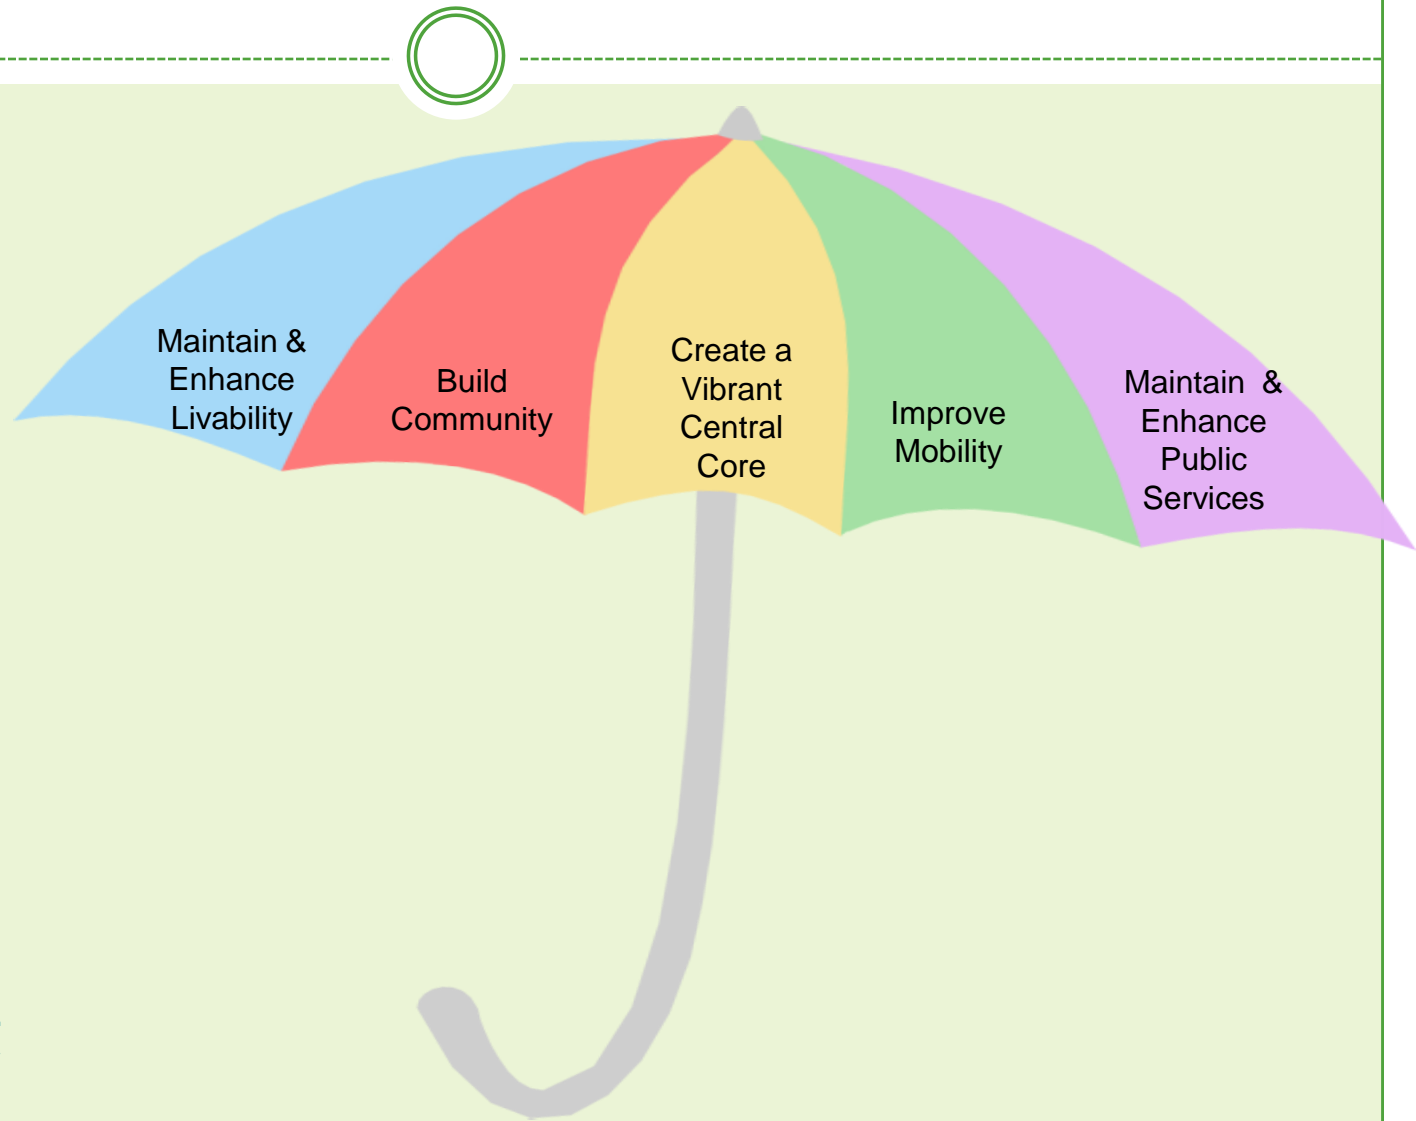 Maintain &
Enhance
Livability
Build
Community
Create a
Vibrant
Central
Core
Improve
Mobility
Maintain  &
Enhance
Public
Services